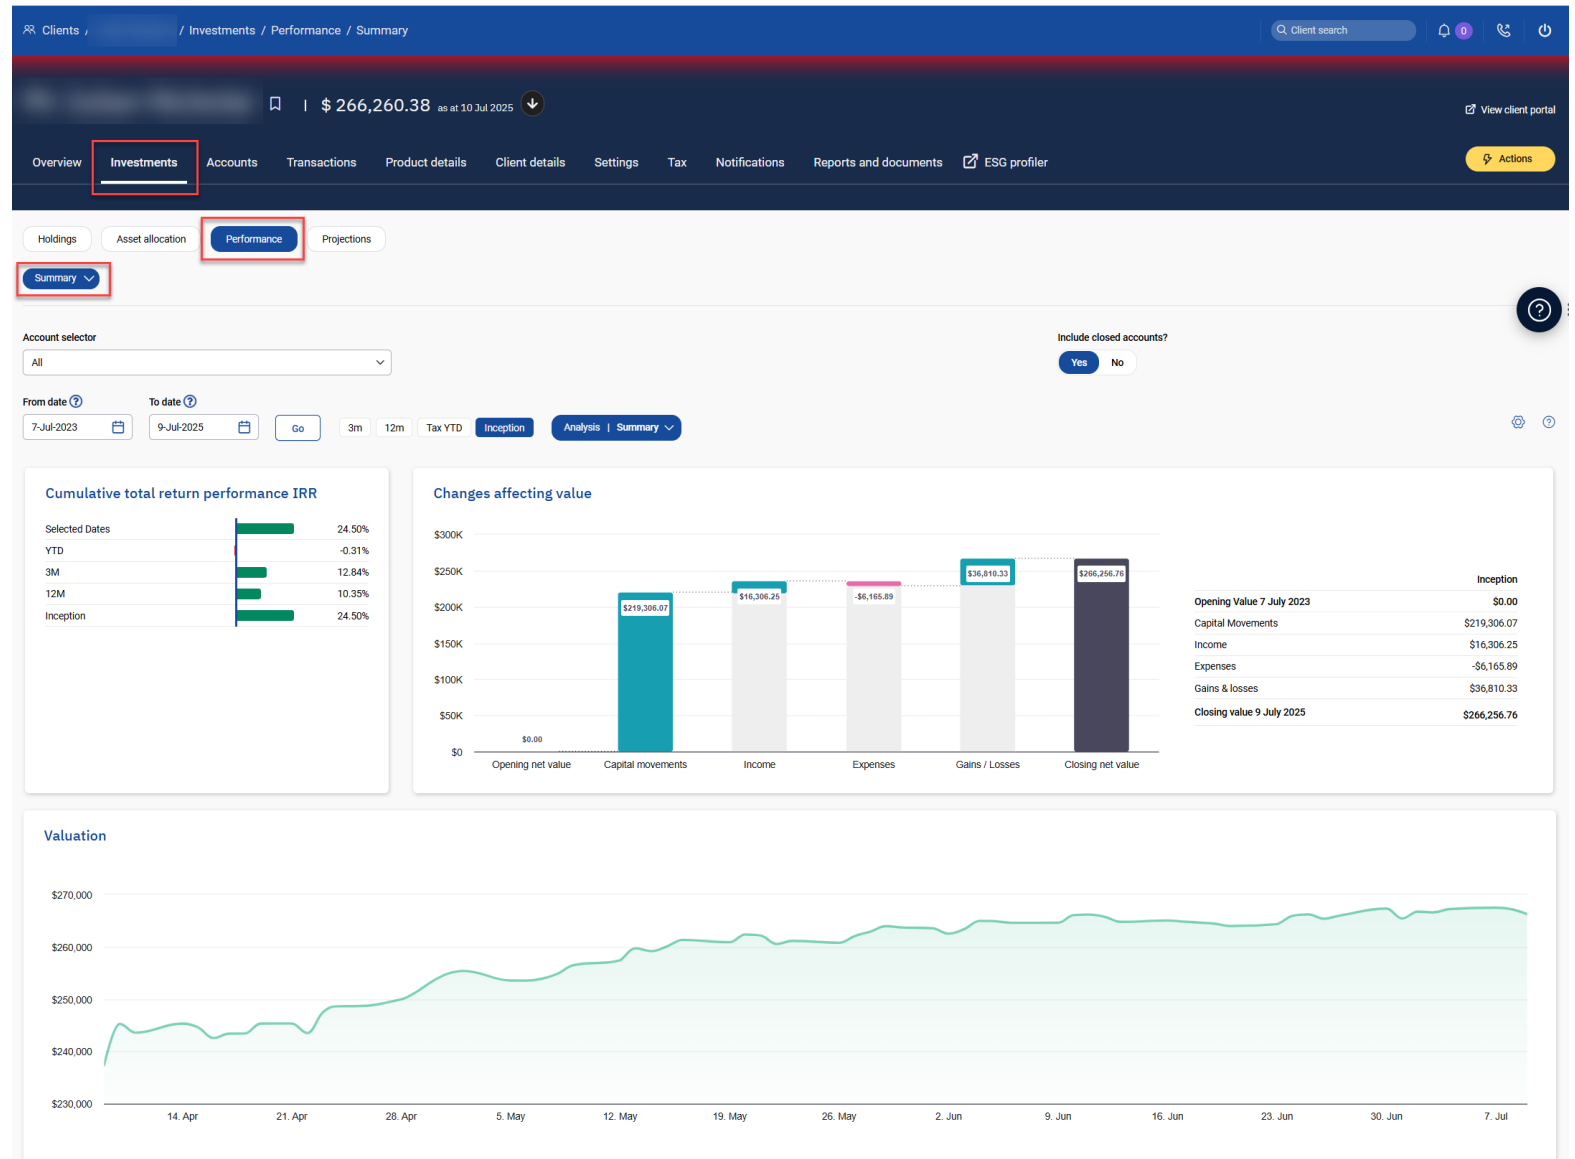 Clients / / Investments / Performance / Summary
Client search
0
| $ 266,260.38 as at 10 Jul 2025
View client portal
Overview Investments Accounts Transactions Product details Client details Settings Tax Notifications Reports and documents ESG profiler
Actions
Holdings Asset allocation Performance Projections
Summary
Account selector
Include closed accounts?
All
Yes No
From date To date
7-Jul-2023 9-Jul-2025 Go 3m 12m Tax YTD Inception Analysis | Summary
Cumulative total return performance IRR
Selected Dates 24.50%
YTD -0.31%
3M 12.84%
12M 10.35%
Inception 24.50%
Changes affecting value
$300K
$250K
$200K
$150K
$100K
$50K
$0
$0.00
$219,306.07
$16,306.25
-$6,165.89
$36,810.33
$266,256.76
Opening net value Capital movements Income Expenses Gains / Losses Closing net value
Inception
Opening Value 7 July 2023 $0.00
Capital Movements $219,306.07
Income $16,306.25
Expenses -$6,165.89
Gains & losses $36,810.33
Closing value 9 July 2025 $266,256.76
Valuation
$270,000
$260,000
$250,000
$240,000
$230,000
14. Apr 21. Apr 28. Apr 5. May 12. May 19. May 26. May 2. Jun 9. Jun 16. Jun 23. Jun 30. Jun 7. Jul